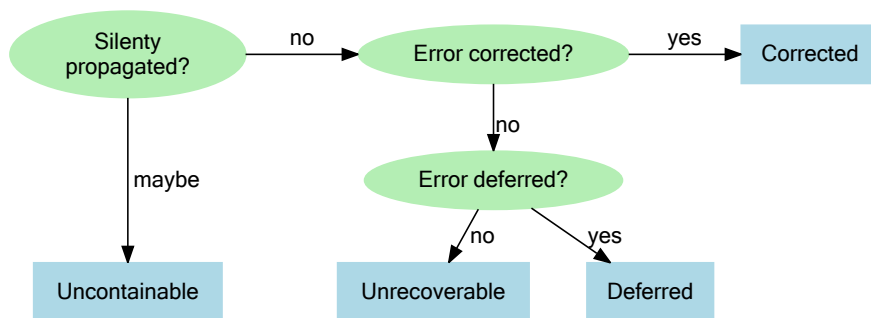 Silenty
propagated?
no
Error corrected?
yes
Corrected
no
maybe
Error deferred?
no
yes
Uncontainable
Unrecoverable
Deferred